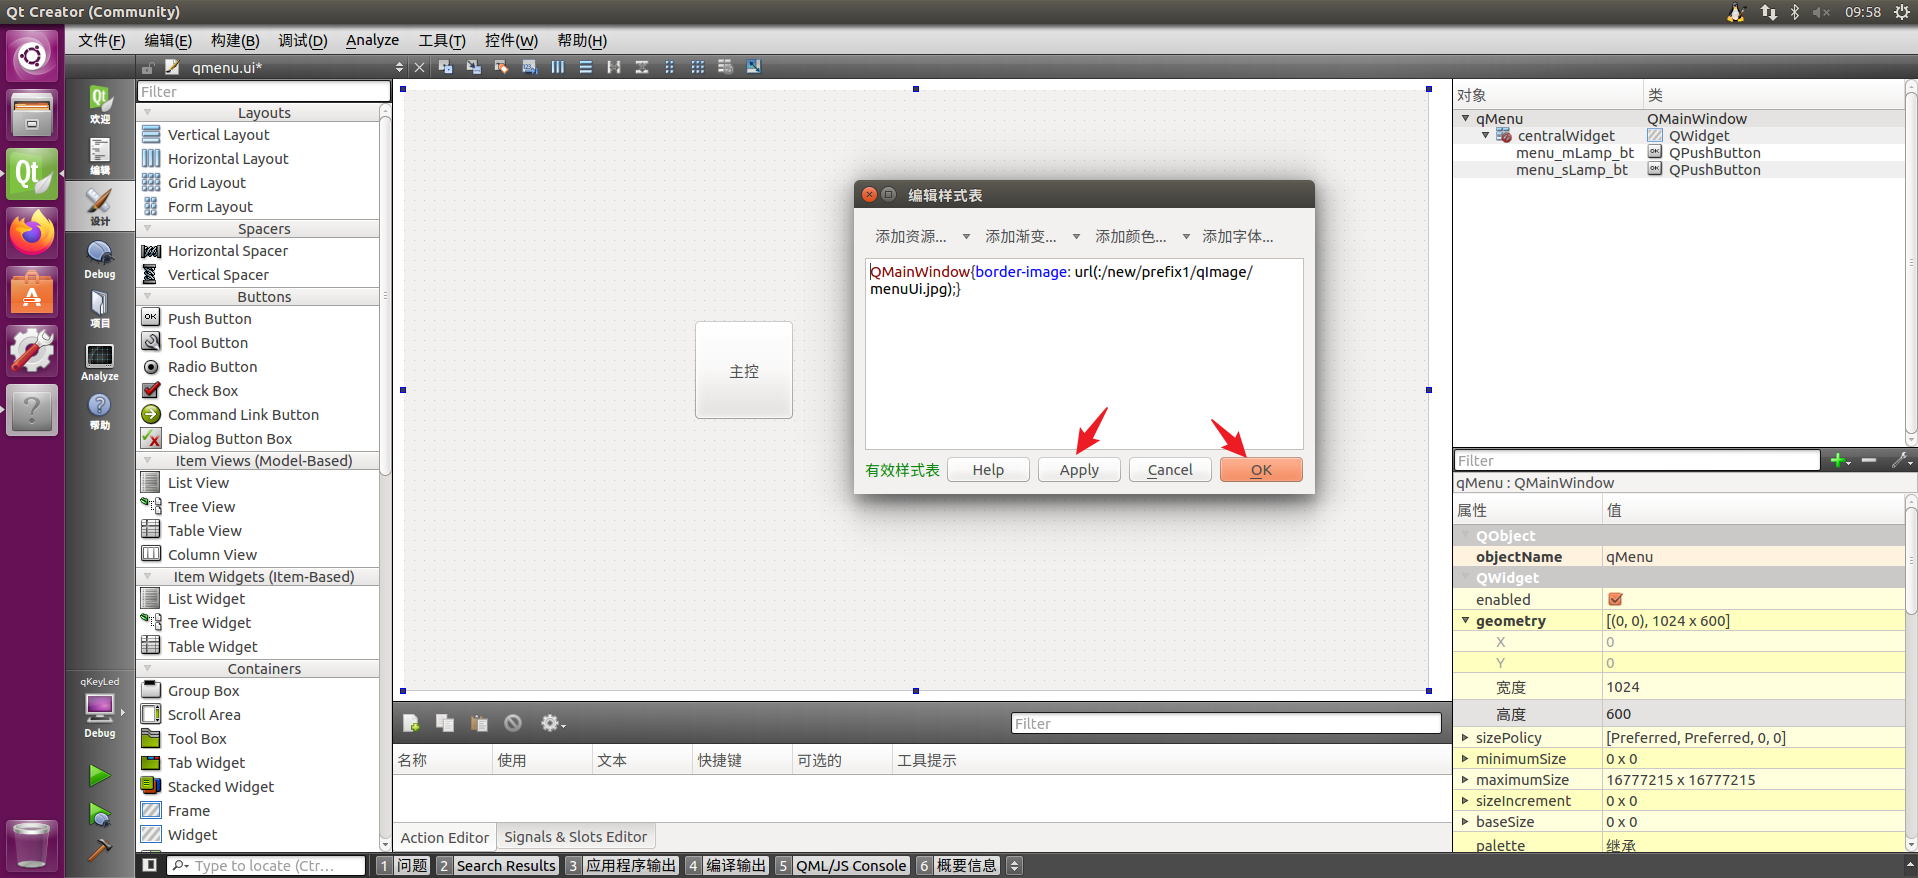 Qt Creator (Community)
09:58
文件(F) 编辑(E) 构建(B) 调试(D) Analyze 工具(T) 控件(W) 帮助(H)
qmenu.ui*
Qt
欢迎
编辑
设计
Debug
项目
Analyze
帮助
qKeyLed
Debug
Filter
Layouts
Vertical Layout
Horizontal Layout
Grid Layout
Form Layout
Spacers
Horizontal Spacer
Vertical Spacer
Buttons
Push Button
Tool Button
Radio Button
Check Box
Command Link Button
Dialog Button Box
Item Views (Model-Based)
List View
Tree View
Table View
Column View
Item Widgets (Item-Based)
List Widget
Tree Widget
Table Widget
Containers
Group Box
Scroll Area
Tool Box
Tab Widget
Stacked Widget
Frame
Widget
主控
编辑样式表
添加资源... 添加渐变... 添加颜色... 添加字体...
QMainWindow{border-image: url(:/new/prefix1/qImage/
menuUi.jpg);}
有效样式表 Help Apply Cancel OK
Filter
名称 使用 文本 快捷键 可选的 工具提示
Action Editor Signals & Slots Editor
对象 类
qMenu QMainWindow
centralWidget QWidget
menu_mLamp_bt QPushButton
menu_sLamp_bt QPushButton
Filter
qMenu : QMainWindow
属性 值
QObject
objectName qMenu
QWidget
enabled
geometry [(0, 0), 1024 x 600]
X 0
Y 0
宽度 1024
高度 600
sizePolicy [Preferred, Preferred, 0, 0]
minimumSize 0 x 0
maximumSize 16777215 x 16777215
sizeIncrement 0 x 0
baseSize 0 x 0
palette 继承
Type to locate (Ctr... 1 问题 2 Search Results 3 应用程序输出 4 编译输出 5 QML/JS Console 6 概要信息